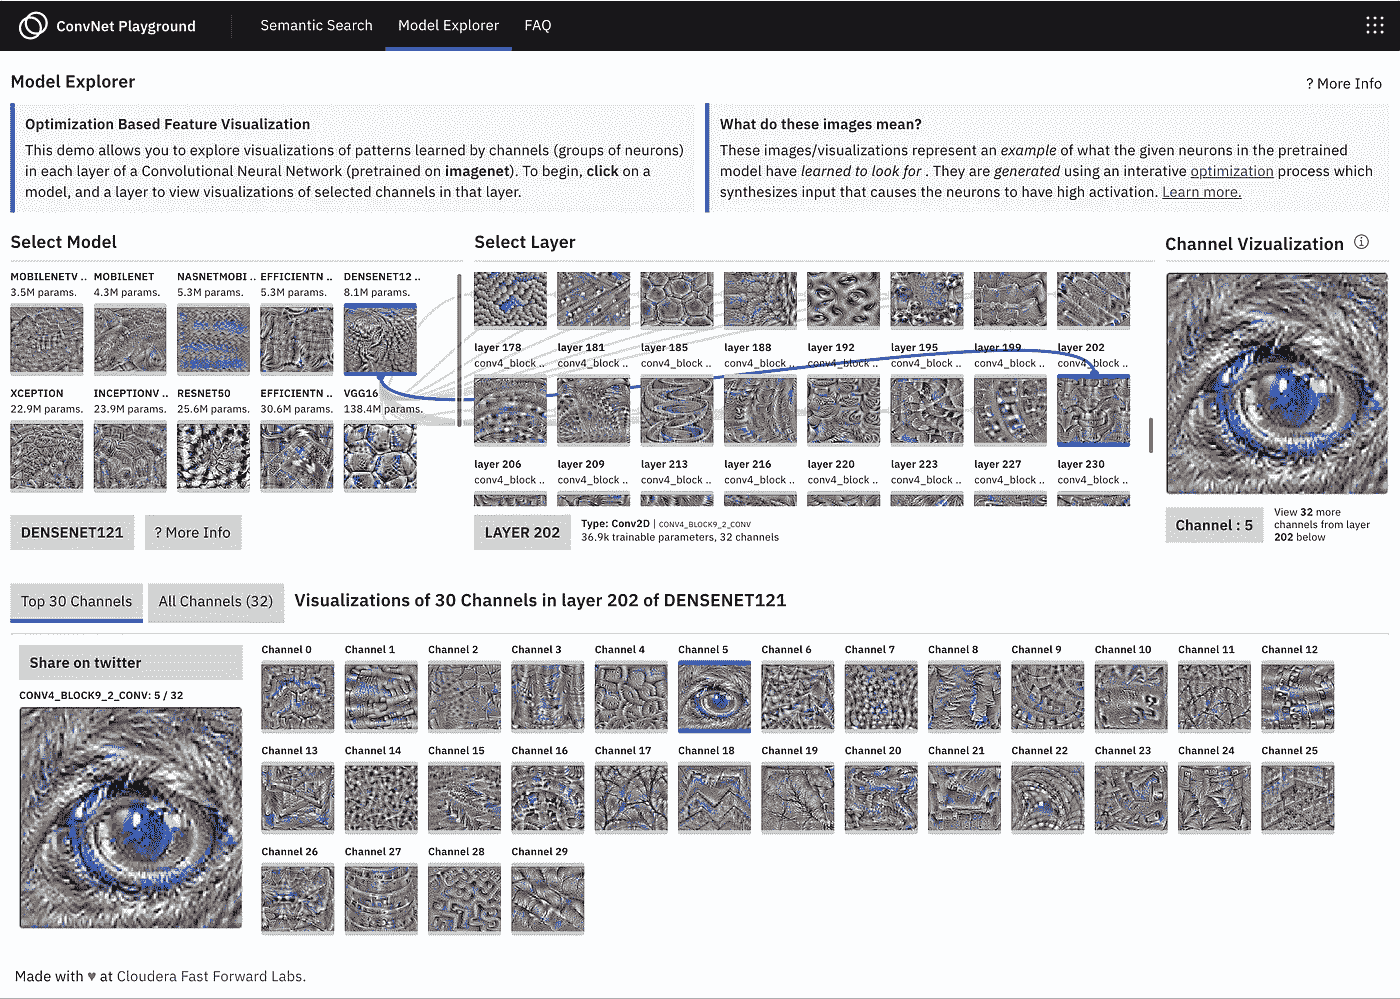 ConvNet Playground
Semantic Search
Model Explorer
FAQ
Model Explorer
? More Info
Optimization Based Feature Visualization
This demo allows you to explore visualizations of patterns learned by channels (groups of neurons)
in each layer of a Convolutional Neural Network (pretrained on imagenet). To begin, click on a
model, and a layer to view visualizations of selected channels in that layer.
What do these images mean?
These images/visualizations represent an example of what the given neurons in the pretrained
model have learned to look for . They are generated using an interative optimization process which
synthesizes input that causes the neurons to have high activation. Learn more.
Select Model
MOBILENETV .. MOBILENET NASNETMOBI .. EFFICIENTN .. DENSENET12 ..
3.5M params. 4.3M params. 5.3M params. 5.3M params. 8.1M params.
XCEPTION INCEPTIONV .. RESNET50 EFFICIENTN .. VGG16
22.9M params. 23.9M params. 25.6M params. 30.6M params. 138.4M params.
DENSENET121
? More Info
Select Layer
layer 178 layer 181 layer 185 layer 188 layer 192 layer 195 layer 199 layer 202
conv4_block .. conv4_block .. conv4_block .. conv4_block .. conv4_block .. conv4_block .. conv4_block .. conv4_block ..
layer 206 layer 209 layer 213 layer 216 layer 220 layer 223 layer 227 layer 230
conv4_block .. conv4_block .. conv4_block .. conv4_block .. conv4_block .. conv4_block .. conv4_block .. conv4_block ..
LAYER 202
Type: Conv2D | CONV4_BLOCK9_2_CONV
36.9k trainable parameters, 32 channels
Channel Vizualization
Channel : 5
View 32 more
channels from layer
202 below
Top 30 Channels
All Channels (32)
Visualizations of 30 Channels in layer 202 of DENSENET121
Share on twitter
CONV4_BLOCK9_2_CONV: 5 / 32
Channel 0 Channel 1 Channel 2 Channel 3 Channel 4 Channel 5 Channel 6 Channel 7 Channel 8 Channel 9 Channel 10 Channel 11 Channel 12
Channel 13 Channel 14 Channel 15 Channel 16 Channel 17 Channel 18 Channel 19 Channel 20 Channel 21 Channel 22 Channel 23 Channel 24 Channel 25
Channel 26 Channel 27 Channel 28 Channel 29
Made with ♥ at Cloudera Fast Forward Labs.